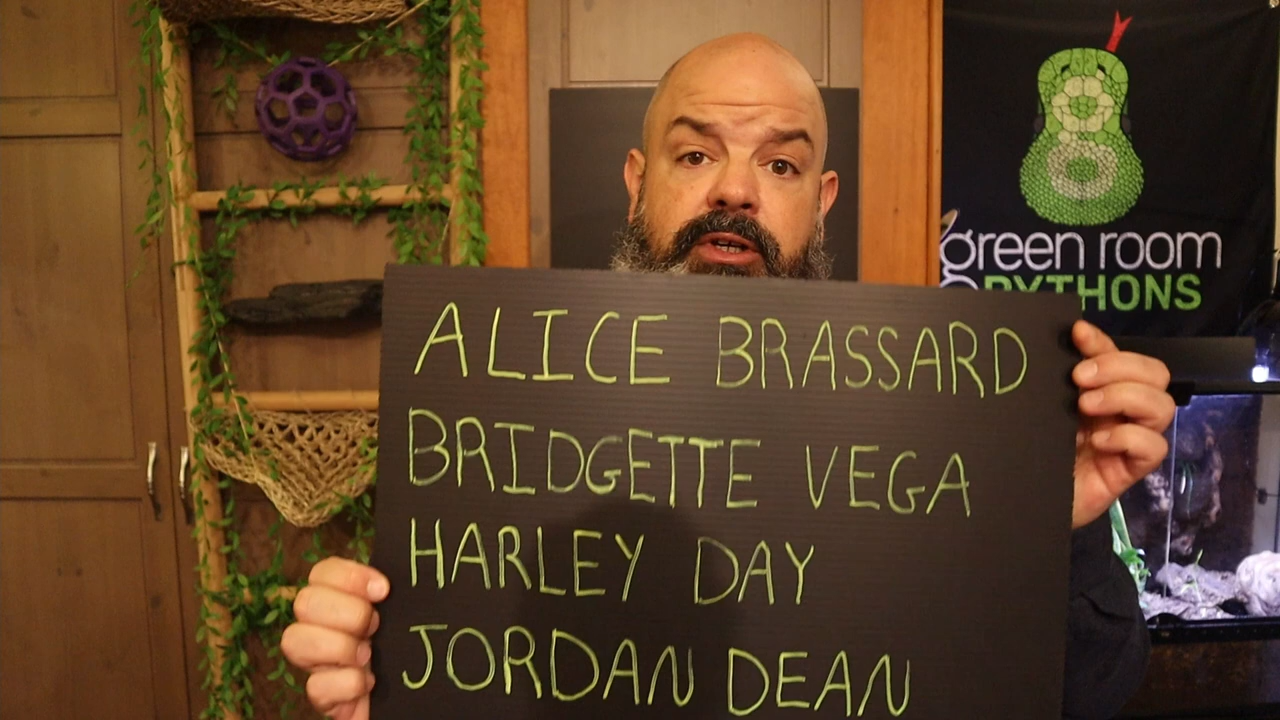 green room
PYTHONS
ALICE BRASSARD
BRIDGETTE VEGA
HARLEY DAY
JORDAN DEAN